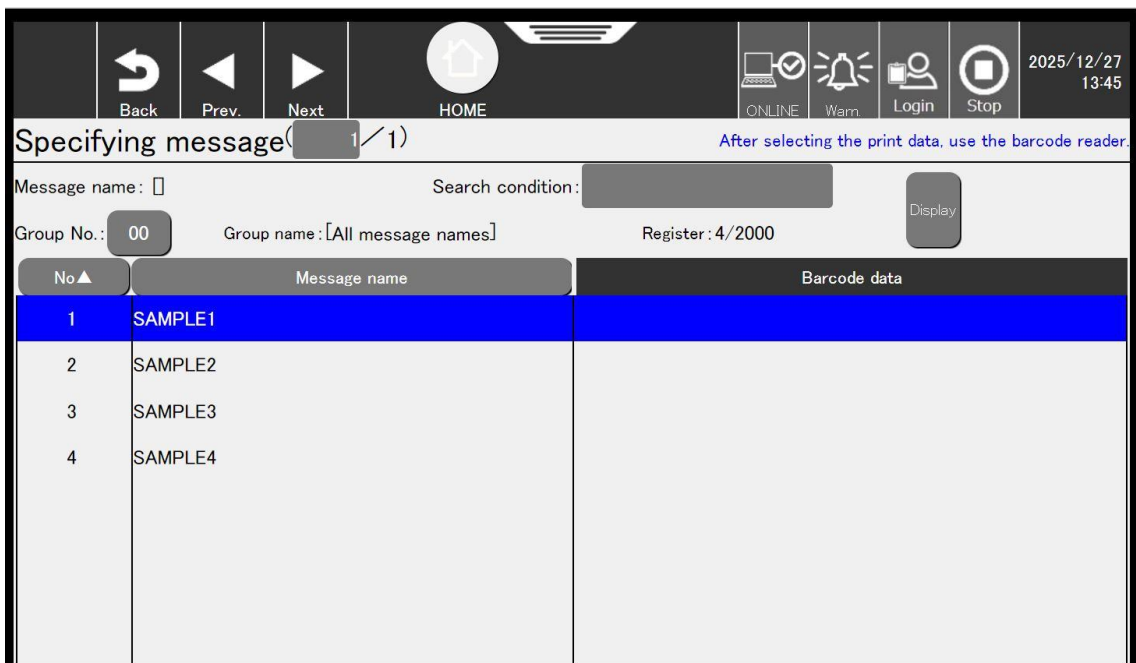 Back Prev. Next HOME ONLINE Warn. Login Stop 2025/12/27
13:45
Specifying message( 1/1) After selecting the print data, use the barcode reader.
Message name: [] Search condition:
Display
Group No.: 00 Group name:[All message names] Register:4/2000
No▲ Message name Barcode data
1 SAMPLE1
2 SAMPLE2
3 SAMPLE3
4 SAMPLE4